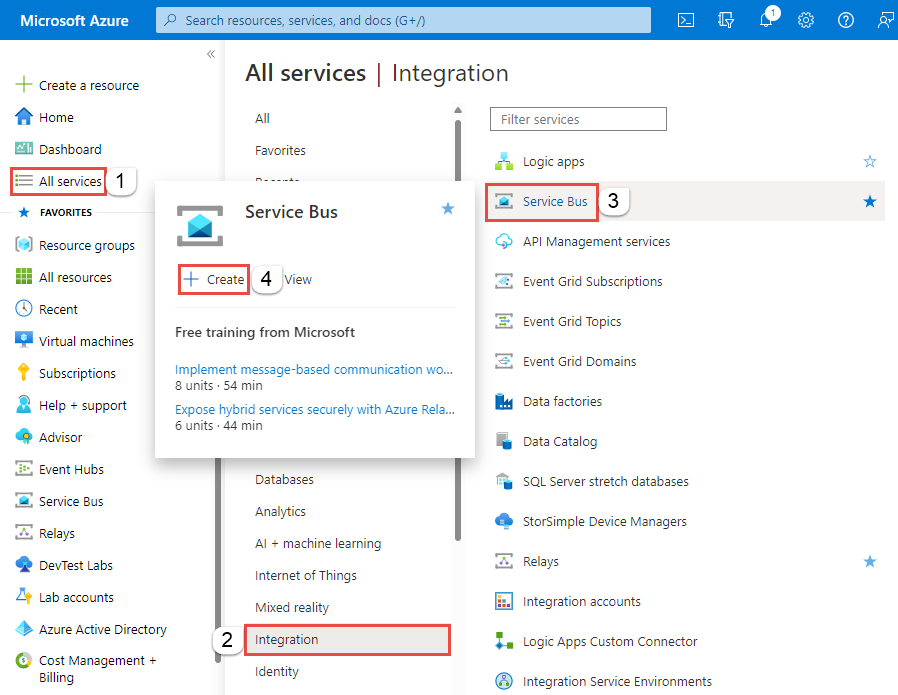 Microsoft Azure
Search resources, services, and docs (G+/)
1
«
Create a resource
Home
Dashboard
All services
1
FAVORITES
Resource groups
All resources
Recent
Virtual machines
Subscriptions
Help + support
Advisor
Event Hubs
Service Bus
Relays
DevTest Labs
Lab accounts
Azure Active Directory
Cost Management +
Billing
All services | Integration
All
Favorites
Service Bus
Create
4
View
Free training from Microsoft
Implement message-based communication wo...
8 units · 54 min
Expose hybrid services securely with Azure Rela...
6 units · 44 min
Databases
Analytics
AI + machine learning
Internet of Things
Mixed reality
2
Integration
Identity
Filter services
Logic apps
Service Bus
3
API Management services
Event Grid Subscriptions
Event Grid Topics
Event Grid Domains
Data factories
Data Catalog
SQL Server stretch databases
StorSimple Device Managers
Relays
Integration accounts
Logic Apps Custom Connector
Integration Service Environments